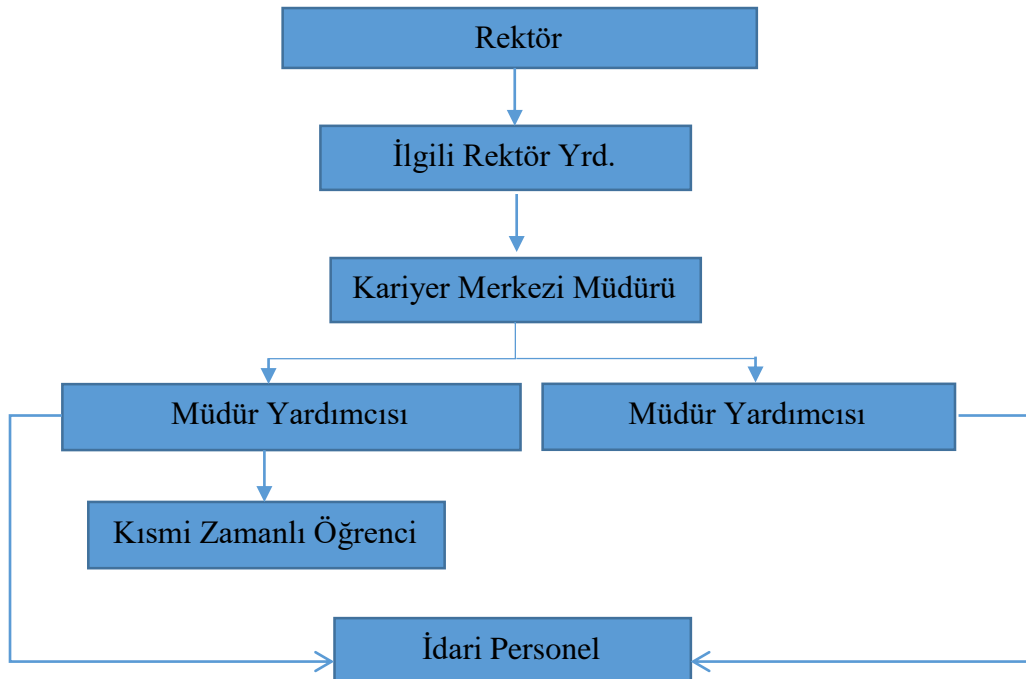 Rektör
İlgili Rektör Yrd.
Kariyer Merkezi Müdürü
Müdür Yardımcısı
Müdür Yardımcısı
Kısmi Zamanlı Öğrenci
İdari Personel